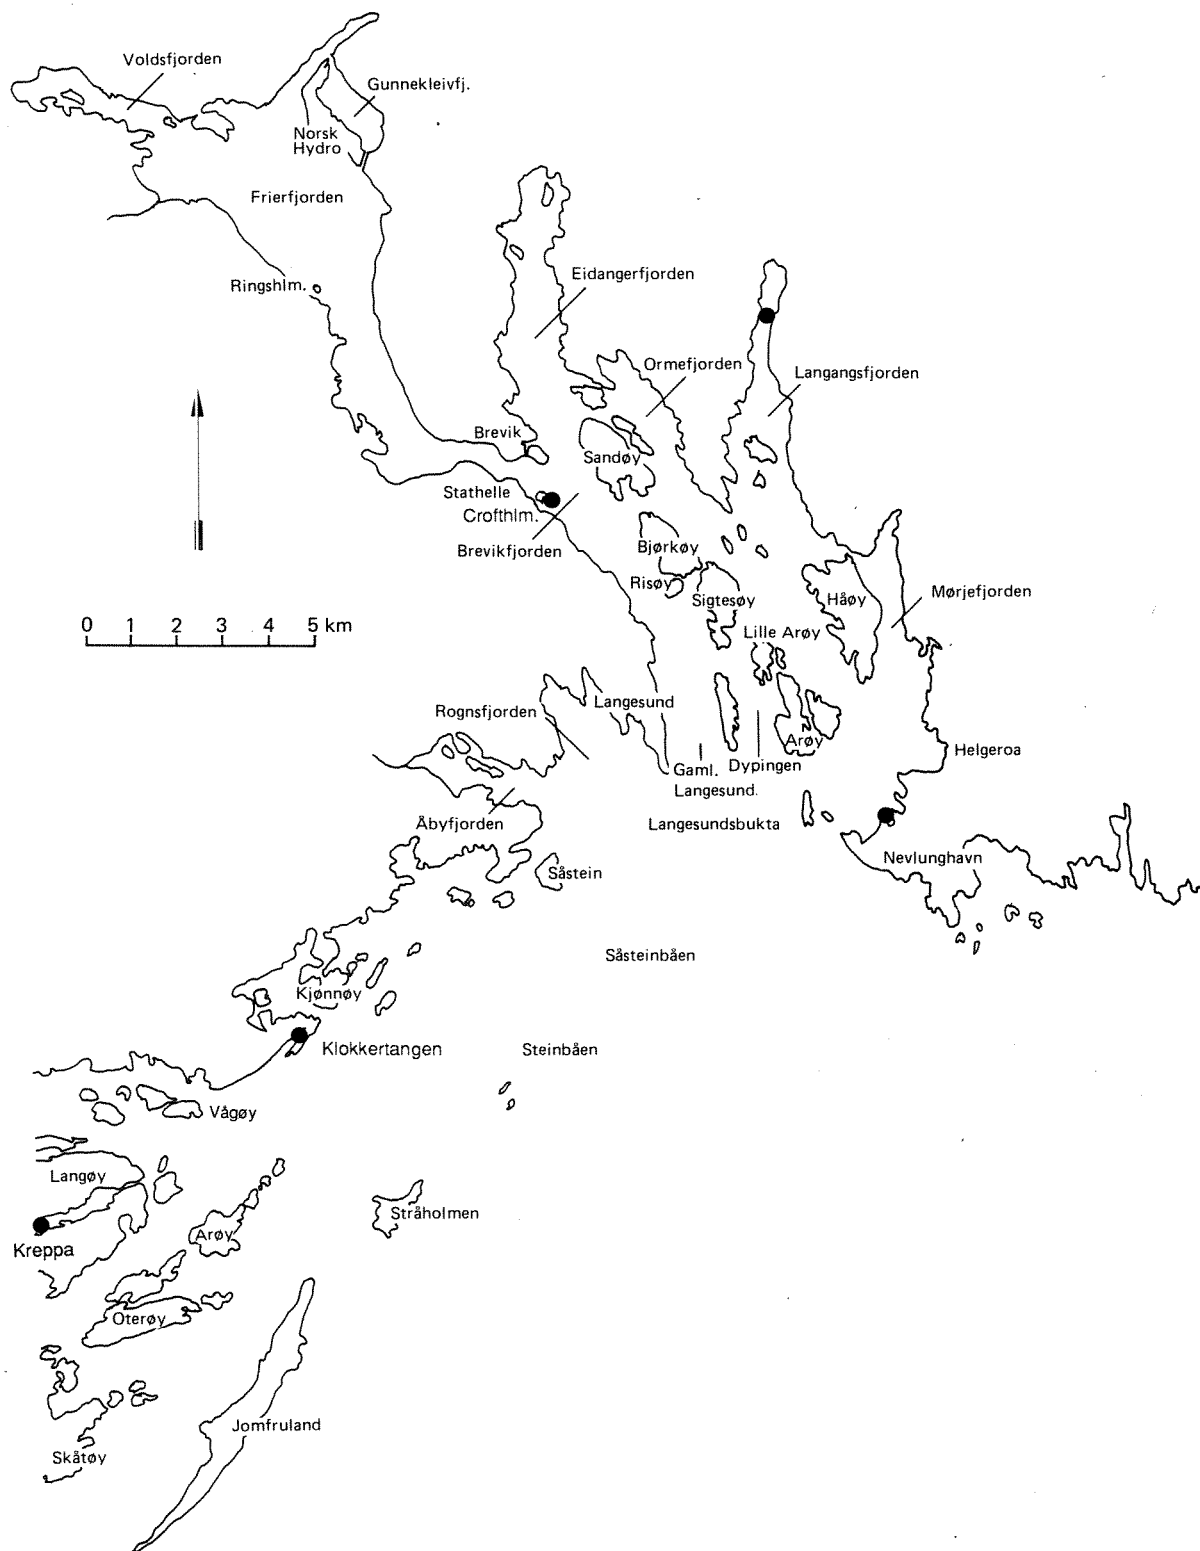 Voldsfjorden
Gunnekleivfj.
Norsk
Hydro
Frierfjorden
Ringshlm.
Eidangerfjorden
Ormefjorden
Langangsfjorden
Brevik
Sandøy
Stathelle
Crofthlm.
Brevikfjorden
Bjørkøy
Risøy
Sigtesøy
Håøy
Mørjefjorden
0 1 2 3 4 5 km
Lille Arøy
Langesund
Rognsfjorden
Arøy
Helgeroa
Gaml.
Langesund.
Dypingen
Åbyfjorden
Langesundsbukta
Nevlunghavn
Såstein
Såsteinbåen
Kjønnøy
Klokkertangen
Steinbåen
Vågøy
Langøy
Stråholmen
Arøy
Kreppa
Oterøy
Jomfruland
Skåtøy